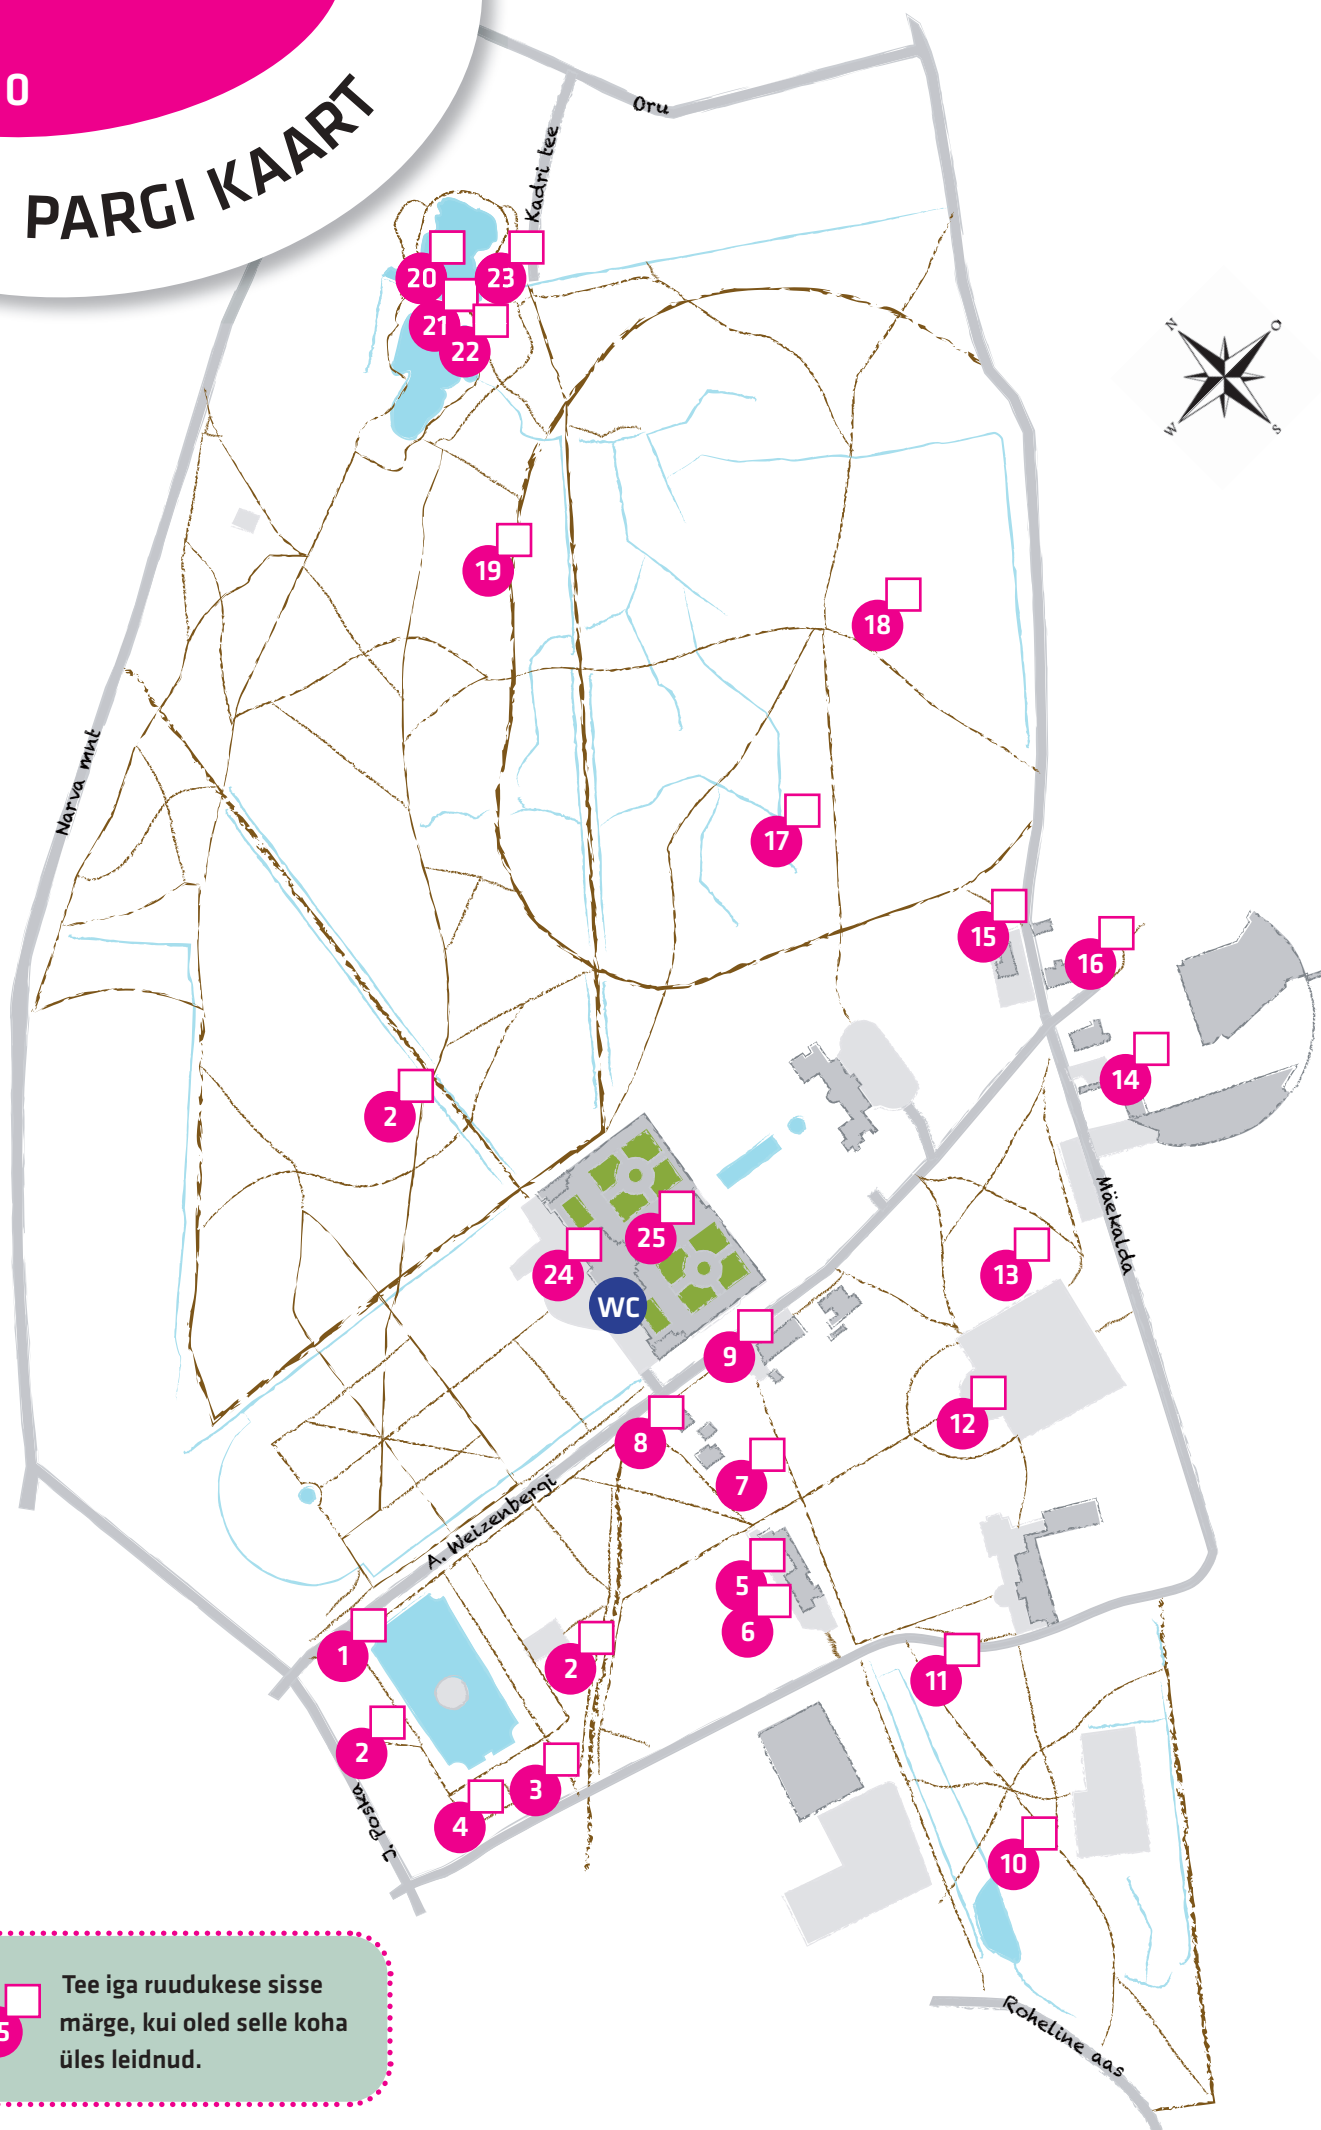 0
PARGI KAART
Oru
Kadri tee
20
23
21
22
N
O
W
S
19
18
Narva mnt
17
15
16
14
2
Mäekalda
25
24
WC
13
9
12
8
7
A. Weizenbergi
5
6
1
2
11
2
3
4
J. Poska
10
Roheline aas
5
Tee iga ruudukese sisse
märge, kui oled selle koha
üles leidnud.